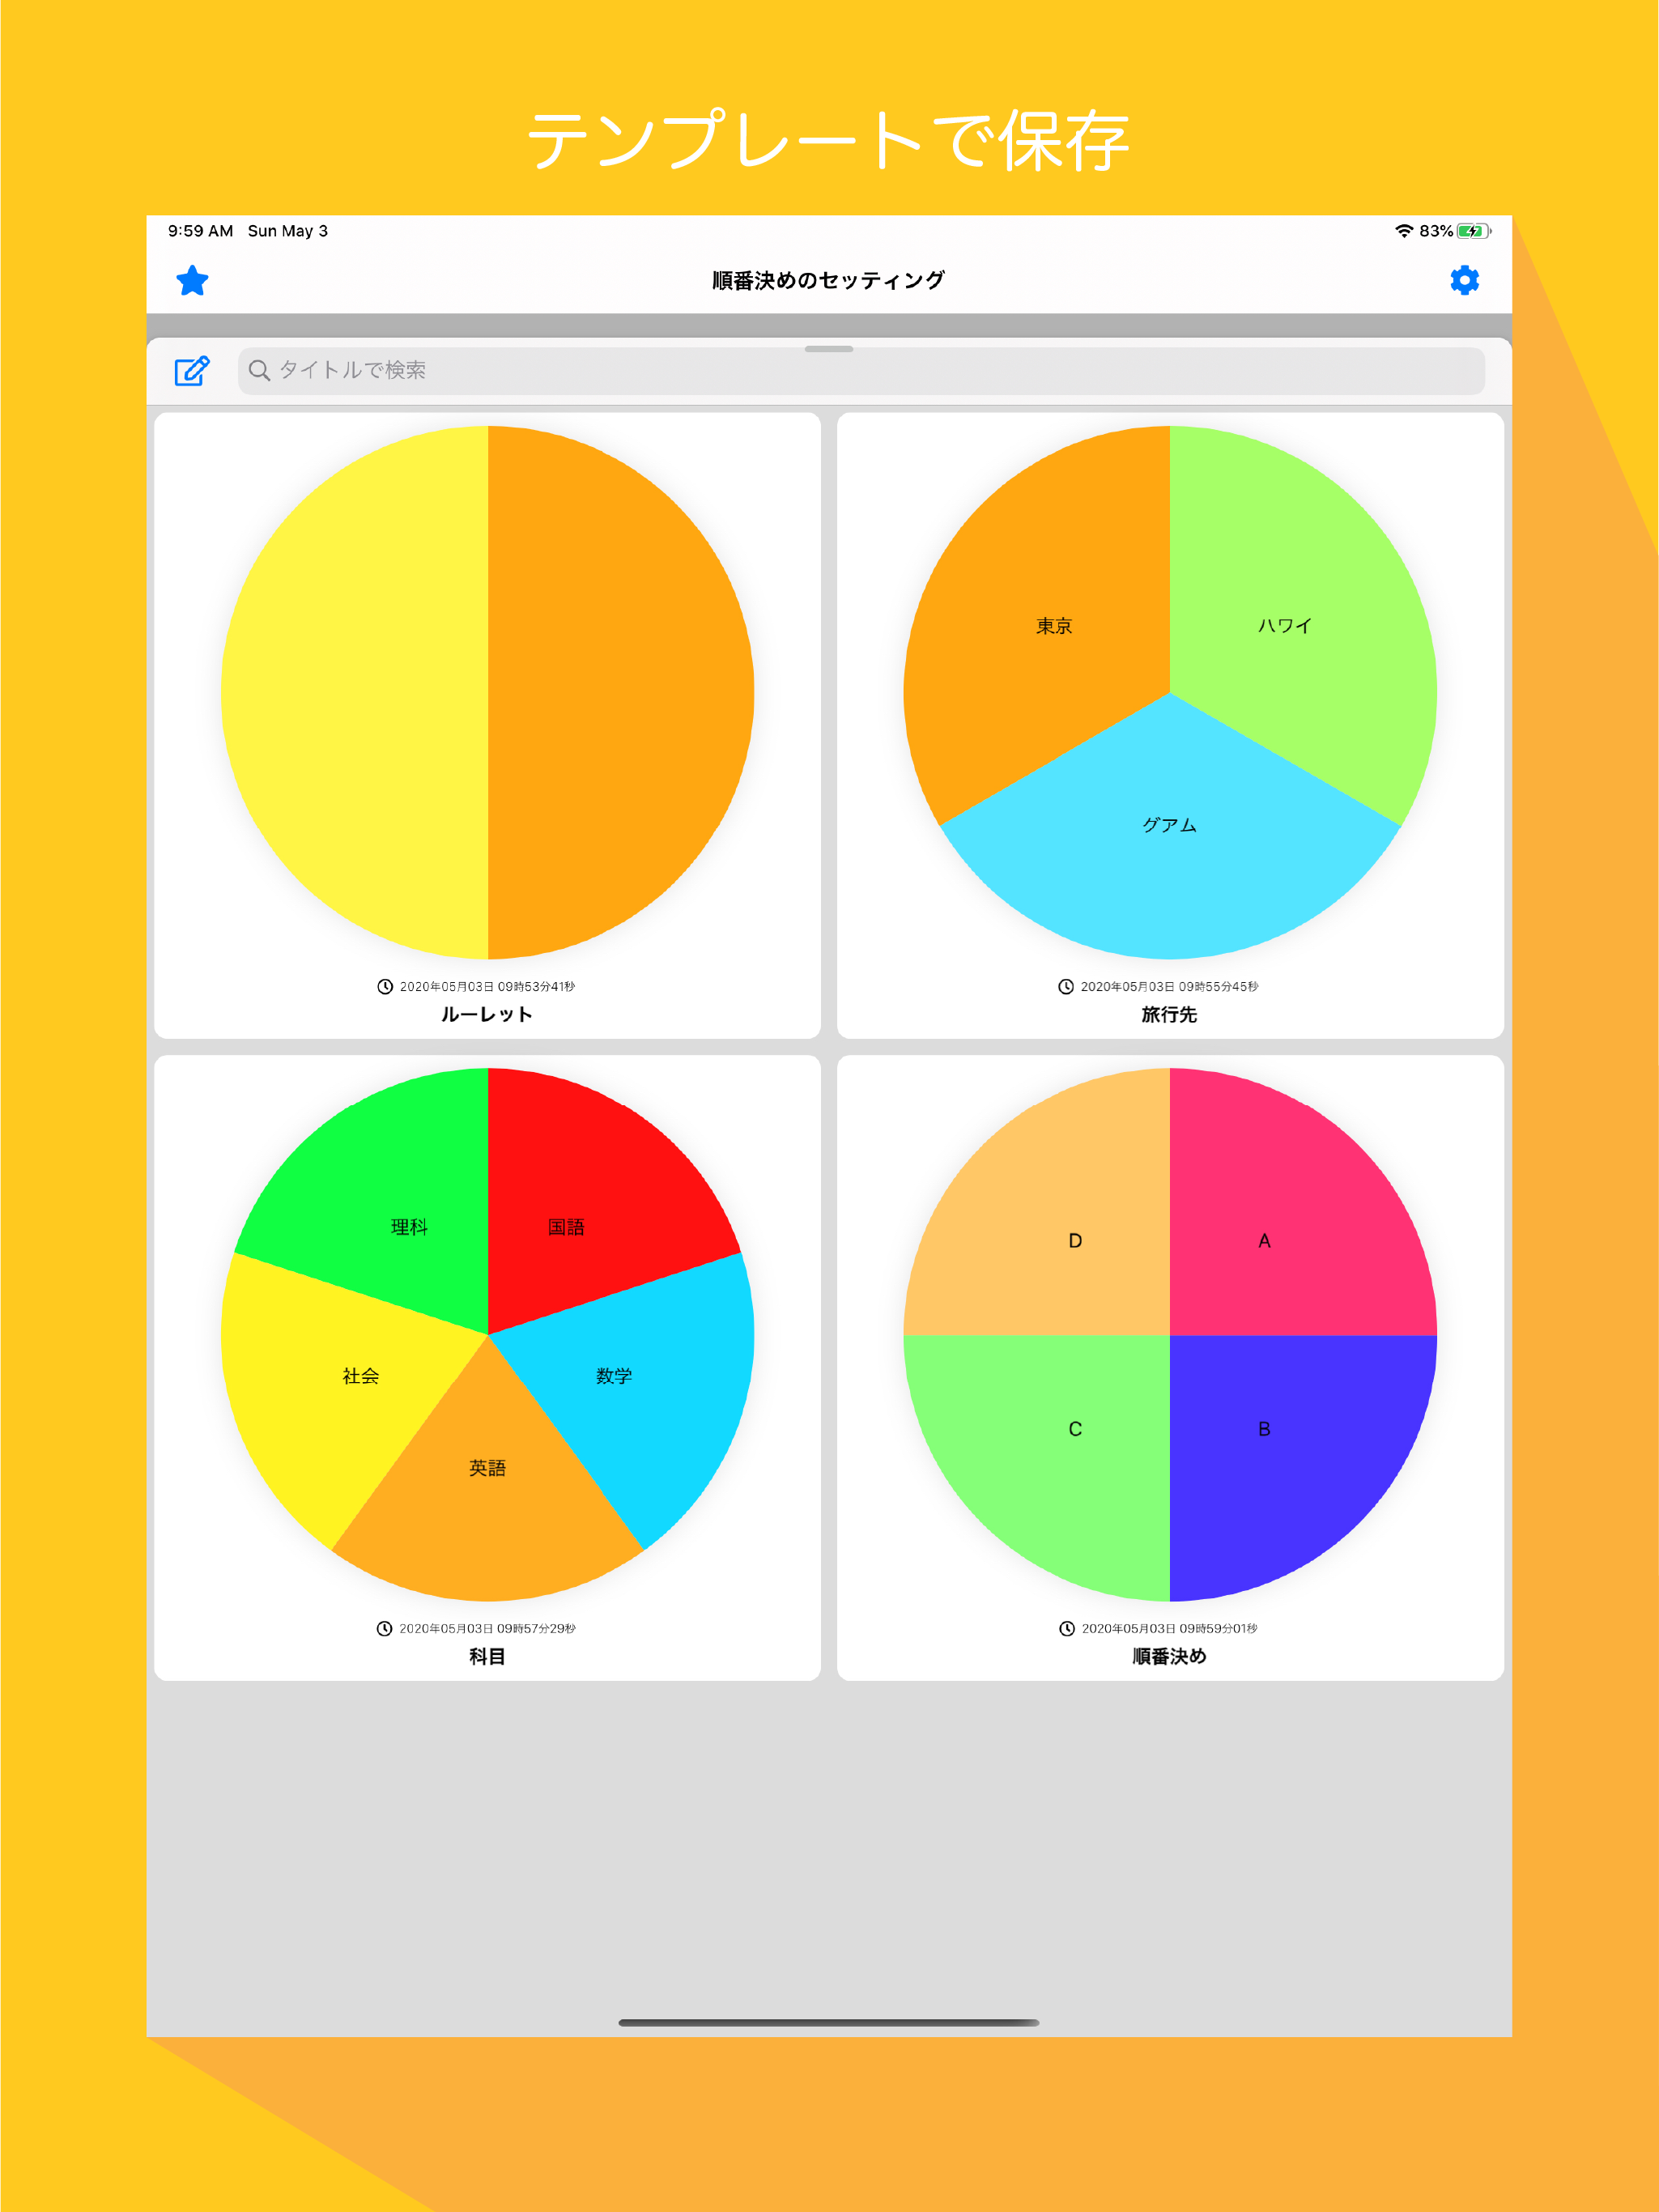 テンプレートで保存
9:59 AM Sun May 3 83%
順番決めのセッティング
タイトルで検索
東京 ハワイ
グアム
2020年05月03日 09時53分41秒
ルーレット
2020年05月03日 09時55分45秒
旅行先
理科 国語
社会 数学
英語
2020年05月03日 09時57分29秒
科目
D A
C B
2020年05月03日 09時59分01秒
順番決め